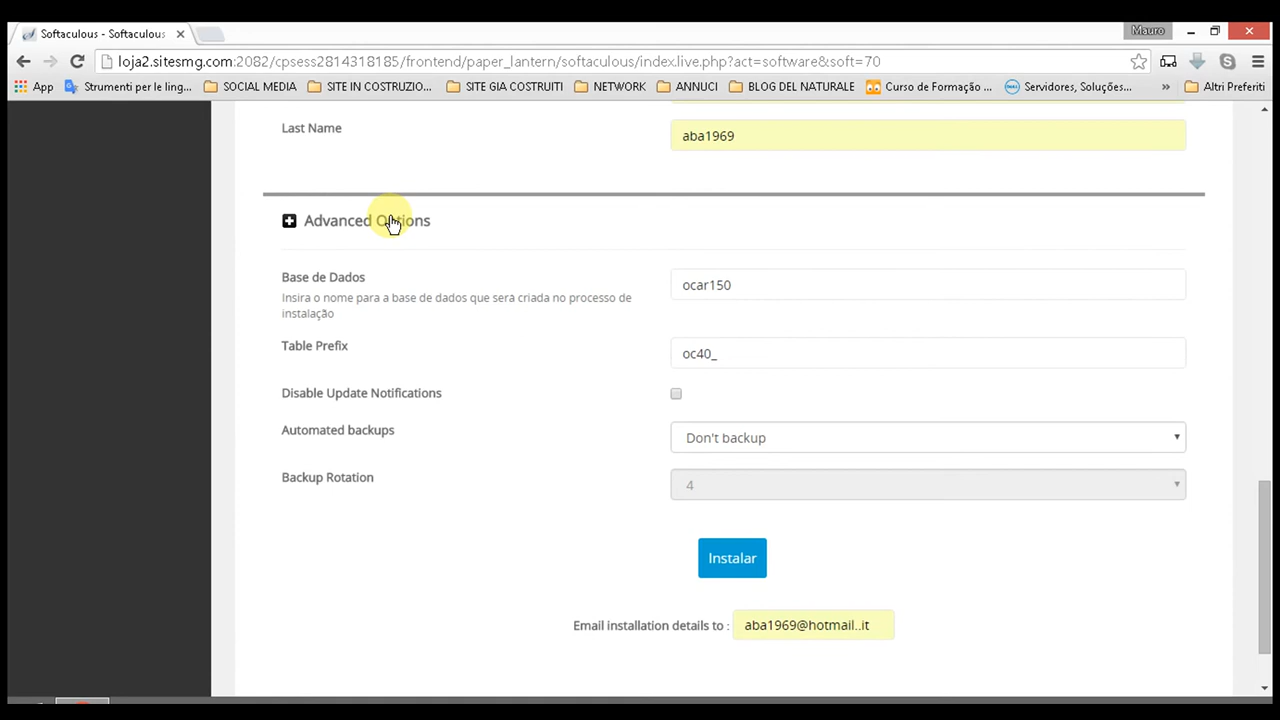 Softaculous - Softaculous
Mauro
loja2.sitesmg.com:2082/cpsess2814318185/frontend/paper_lantern/softaculous/index.live.php?act=software&soft=70
App
Strumenti per le ling...
SOCIAL MEDIA
SITE IN COSTRUZIO...
SITE GIA COSTRUITI
NETWORK
ANNUCI
BLOG DEL NATURALE
Curso de Formação ...
Servidores, Soluções...
»
Altri Preferiti
Last Name
aba1969
Advanced Options
Base de Dados
ocar150
Insira o nome para a base de dados que será criada no processo de
instalação
Table Prefix
oc40_
Disable Update Notifications
Automated backups
Don't backup
Backup Rotation
4
Instalar
Email installation details to :
aba1969@hotmail..it